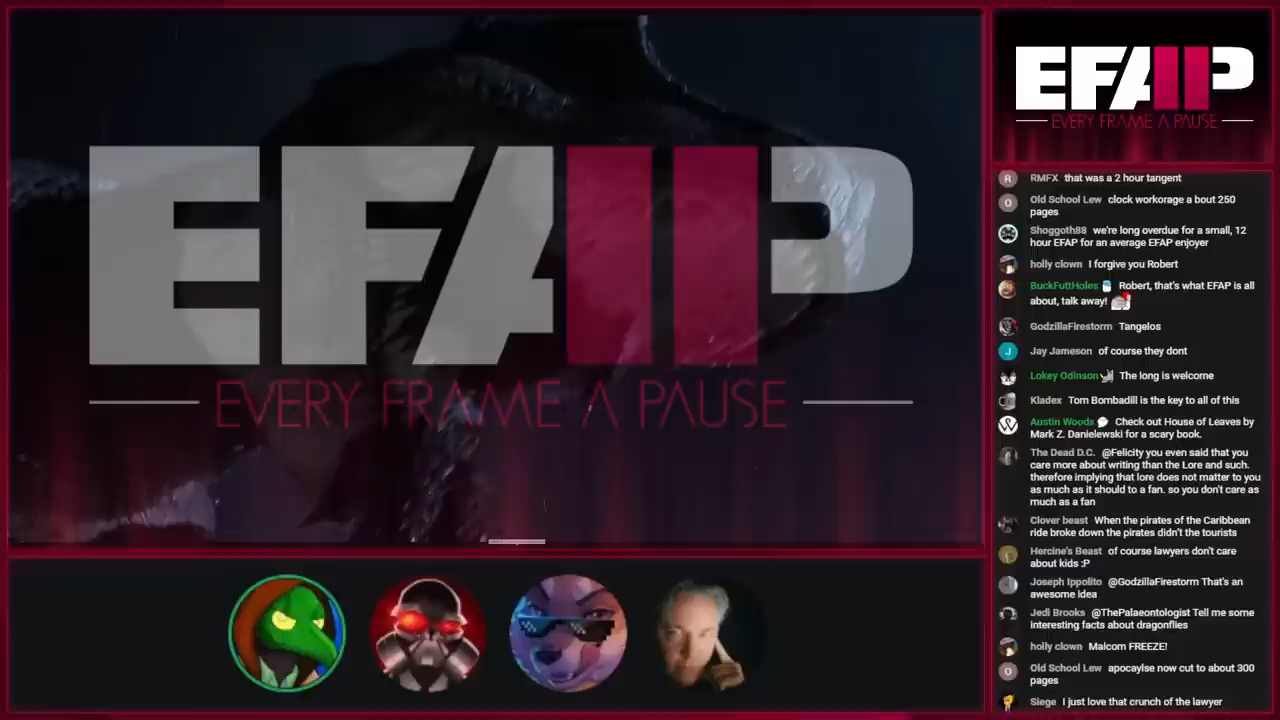 EFAP
EVERY FRAME A PAUSE
EFAP
EVERY FRAME A PAUSE
R
RMFX that was a 2 hour tangent
O
Old School Lew clock workorage a bout 250
pages
Shoggoth88 we're long overdue for a small, 12
hour EFAP for an average EFAP enjoyer
holly clown I forgive you Robert
BuckFuttHoles Robert, that's what EFAP is all
about, talk away!
GodzillaFirestorm Tangelos
J
Jay Jameson of course they dont
Lokey Odinson The long is welcome
Kladex Tom Bombadill is the key to all of this
Austin Woods Check out House of Leaves by
Mark Z. Danielewski for a scary book.
The Dead D.C. @Felicity you even said that you
care more about writing than the Lore and such.
therefore implying that lore does not matter to you
as much as it should to a fan. so you don't care as
much as a fan
Clover beast When the pirates of the Caribbean
ride broke down the pirates didn't the tourists
Hercine's Beast of course lawyers don't care
about kids :P
Joseph Ippolito @GodzillaFirestorm That's an
awesome idea
Jedi Brooks @ThePalaeontologist Tell me some
interesting facts about dragonflies
holly clown Malcom FREEZE!
O
Old School Lew apocaylse now cut to about 300
pages
Siege I just love that crunch of the lawyer